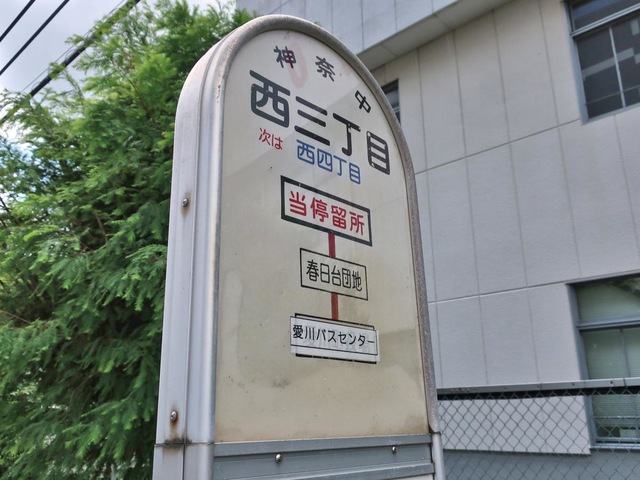 神奈中
西三丁目
次は 西四丁目
当停留所
春日台団地
愛川バスセンター